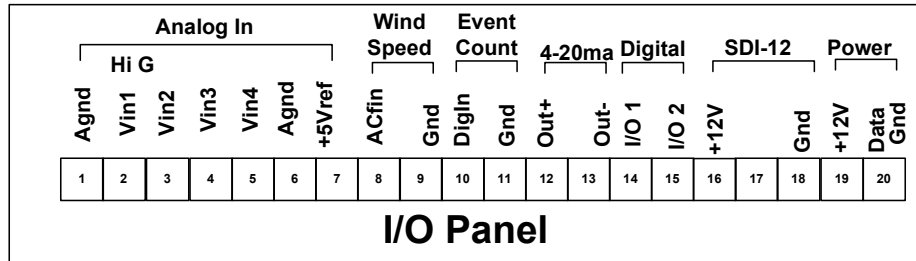 Analog In
Wind Speed
Event Count
4-20ma
Digital
SDI-12
Power
Hi G
Agnd
Vin1
Vin2
Vin3
Vin4
Agnd
+5Vref
ACfin
Gnd
DigIn
Gnd
Out+
Out-
I/O 1
I/O 2
+12V
Gnd
+12V
Data Gnd
1 2 3 4 5 6 7 8 9 10 11 12 13 14 15 16 17 18 19 20
I/O Panel